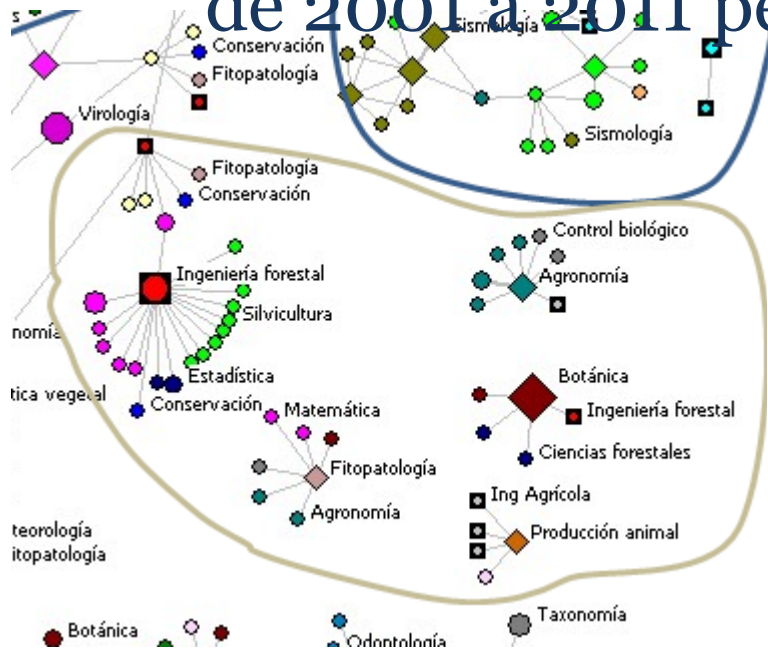 de 2001 a 2011 pe
s
Sismología
Conservación
Fitopatología
Virología
Sismología
Fitopatología
Conservación
Control biológico
Ingeniería forestal
Agronomía
Silvicultura
nomía
Estadística
Botánica
tica vegetal
Conservación
Matemática
Ingeniería forestal
Ciencias forestales
Fitopatología
Ing Agrícola
Agronomía
Producción animal
teorología
itopatología
Taxonomía
Botánica
Odontología